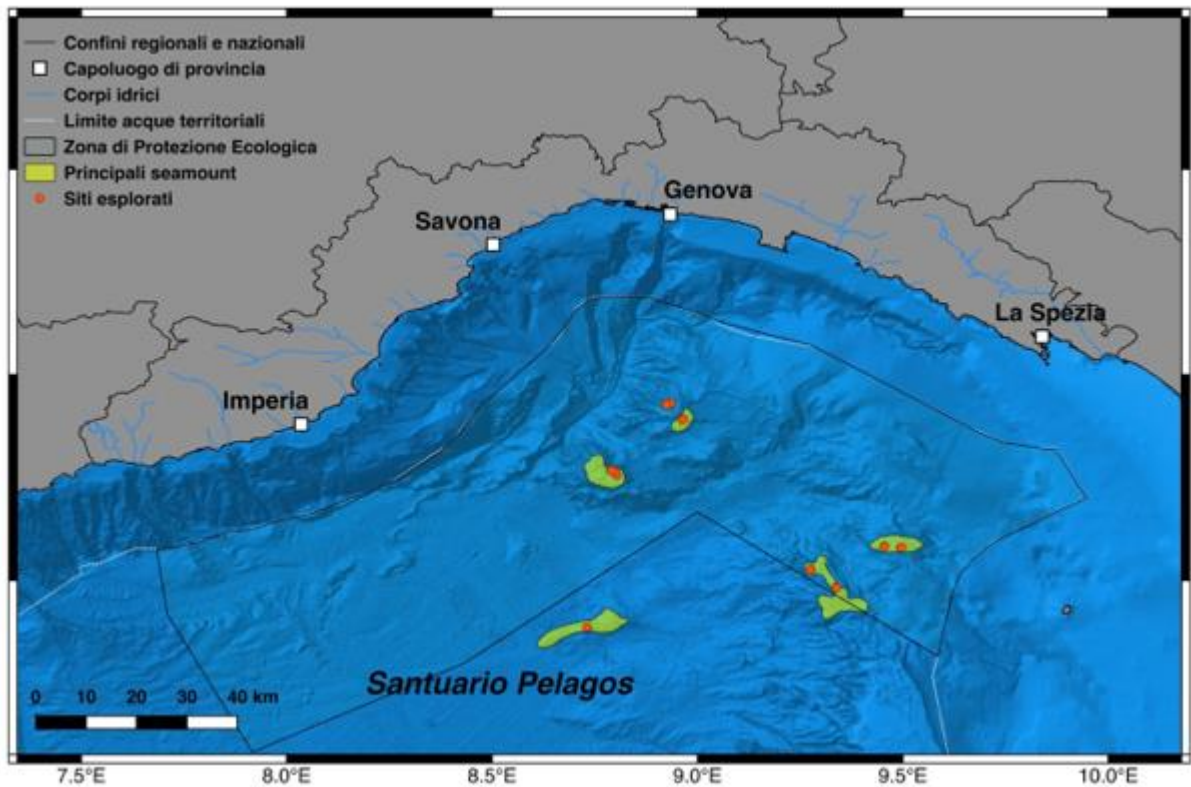 Confini regionali e nazionali
Capoluogo di provincia
Corpi idrici
Limite acque territoriali
Zona di Protezione Ecologica
Principali seamount
Siti esplorati
Genova
Savona
La Spezia
Imperia
Santuario Pelagos
0 10 20 30 40 km
7.5°E 8.0°E 8.5°E 9.0°E 9.5°E 10.0°E